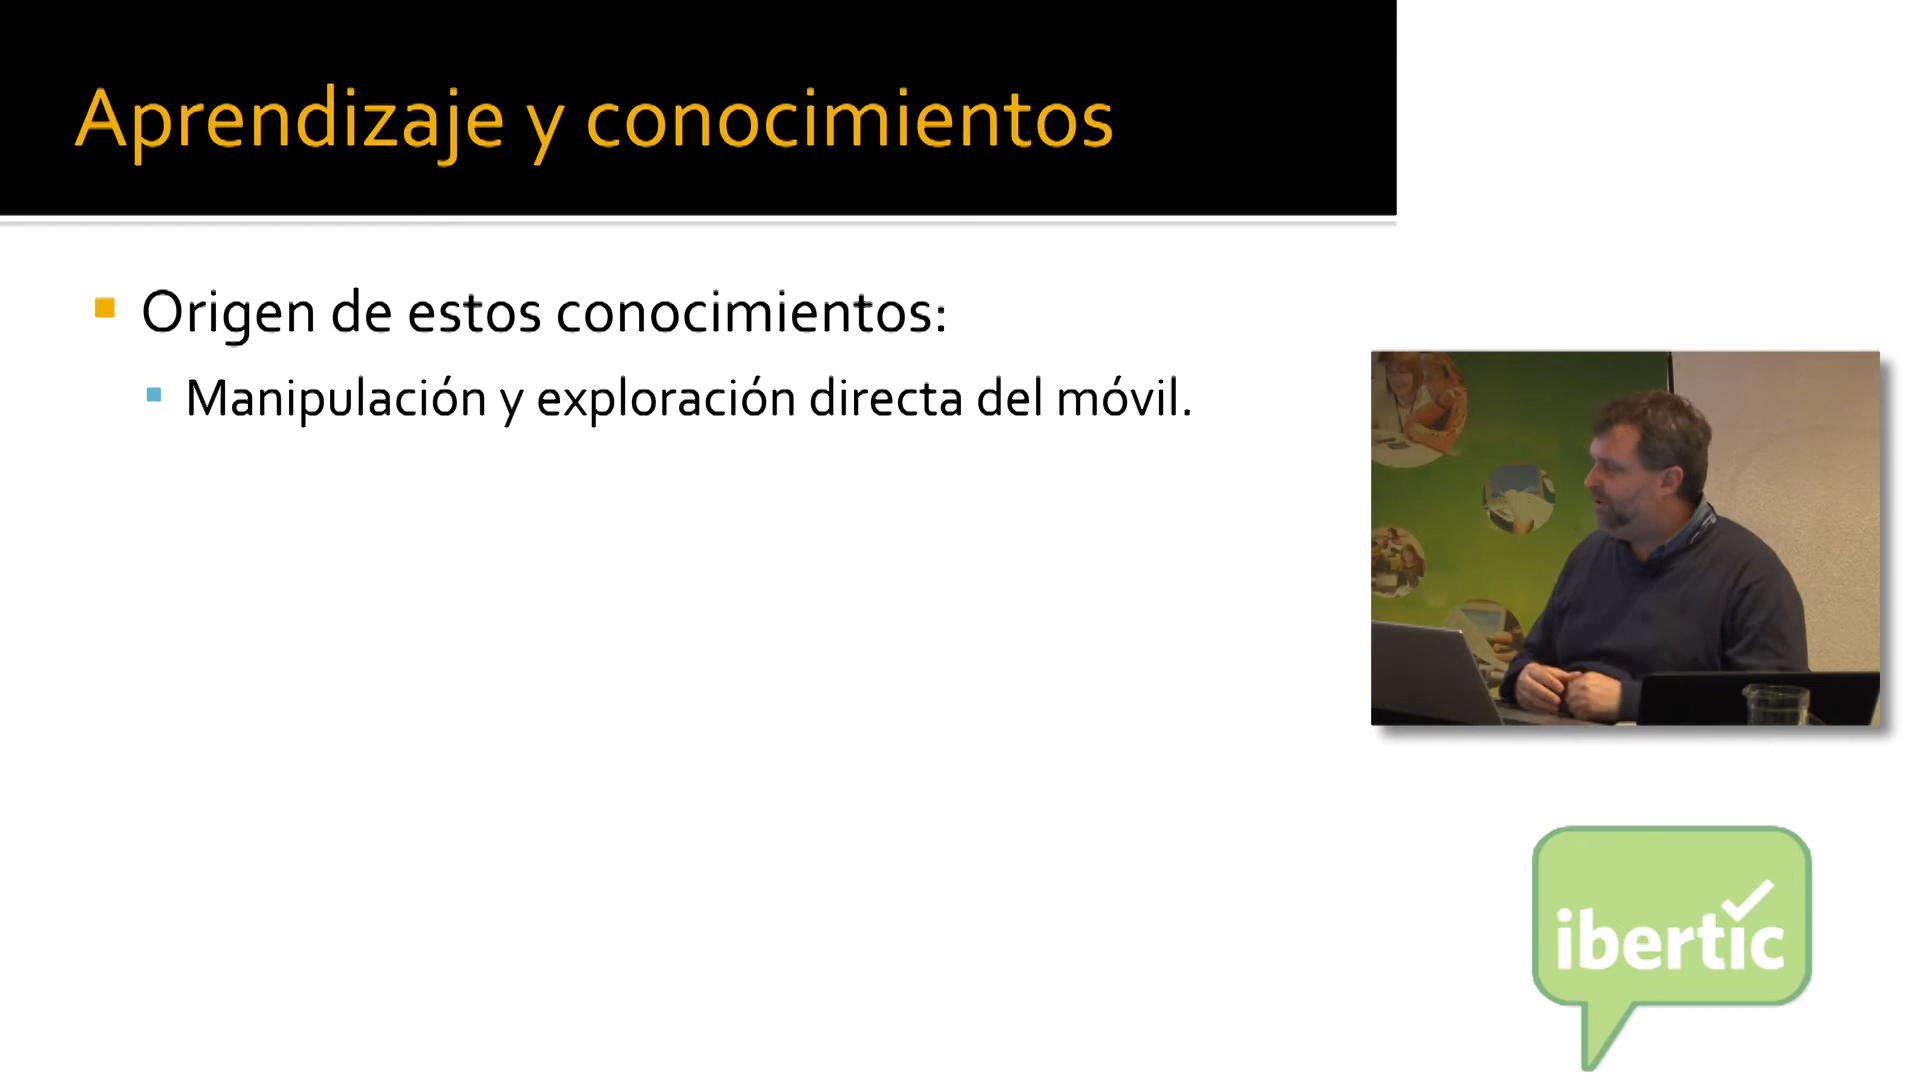 Aprendizaje y conocimientos
Origen de estos conocimientos:
Manipulación y exploración directa del móvil.
ibertic